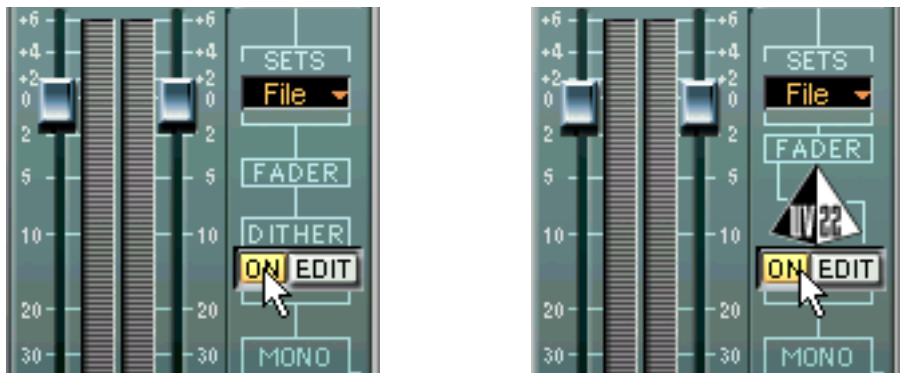 +6 +6
+4 +4 SETS
+2 +2
0 0 File
2 2
5 5 FADER
10 10 DITHER
ON EDIT
20 20
30 30 MONO
+6 +6
+4 +4 SETS
+2 +2
0 0 File
2 2 FADER
5 5
10 10 UV22
ON EDIT
20 20
30 30 MONO